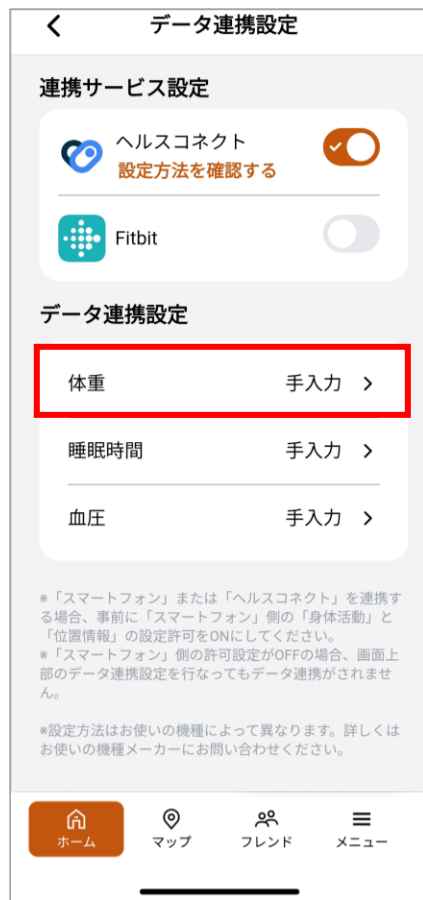 データ連携設定
連携サービス設定
ヘルスコネクト
設定方法を確認する
Fitbit
データ連携設定
体重 手入力
睡眠時間 手入力
血圧 手入力
※「スマートフォン」または「ヘルスコネクト」を連携す
る場合、事前に「スマートフォン」側の「身体活動」と
「位置情報」の設定許可をONにしてください。
※「スマートフォン」側の許可設定がOFFの場合、画面上
部のデータ連携設定を行なってもデータ連携がされませ
ん。
※設定方法はお使いの機種によって異なります。詳しくは
お使いの機種メーカーにお問い合わせください。
ホーム マップ フレンド メニュー